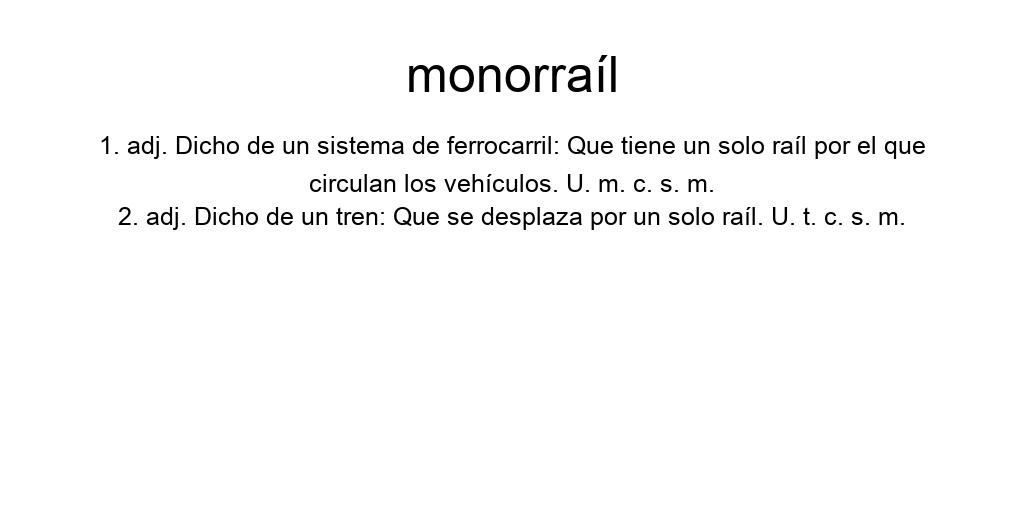 monorraíl
1. adj. Dicho de un sistema de ferrocarril: Que tiene un solo raíl por el que
circulan los vehículos. U. m. c. s. m.
2. adj. Dicho de un tren: Que se desplaza por un solo raíl. U. t. c. s. m.